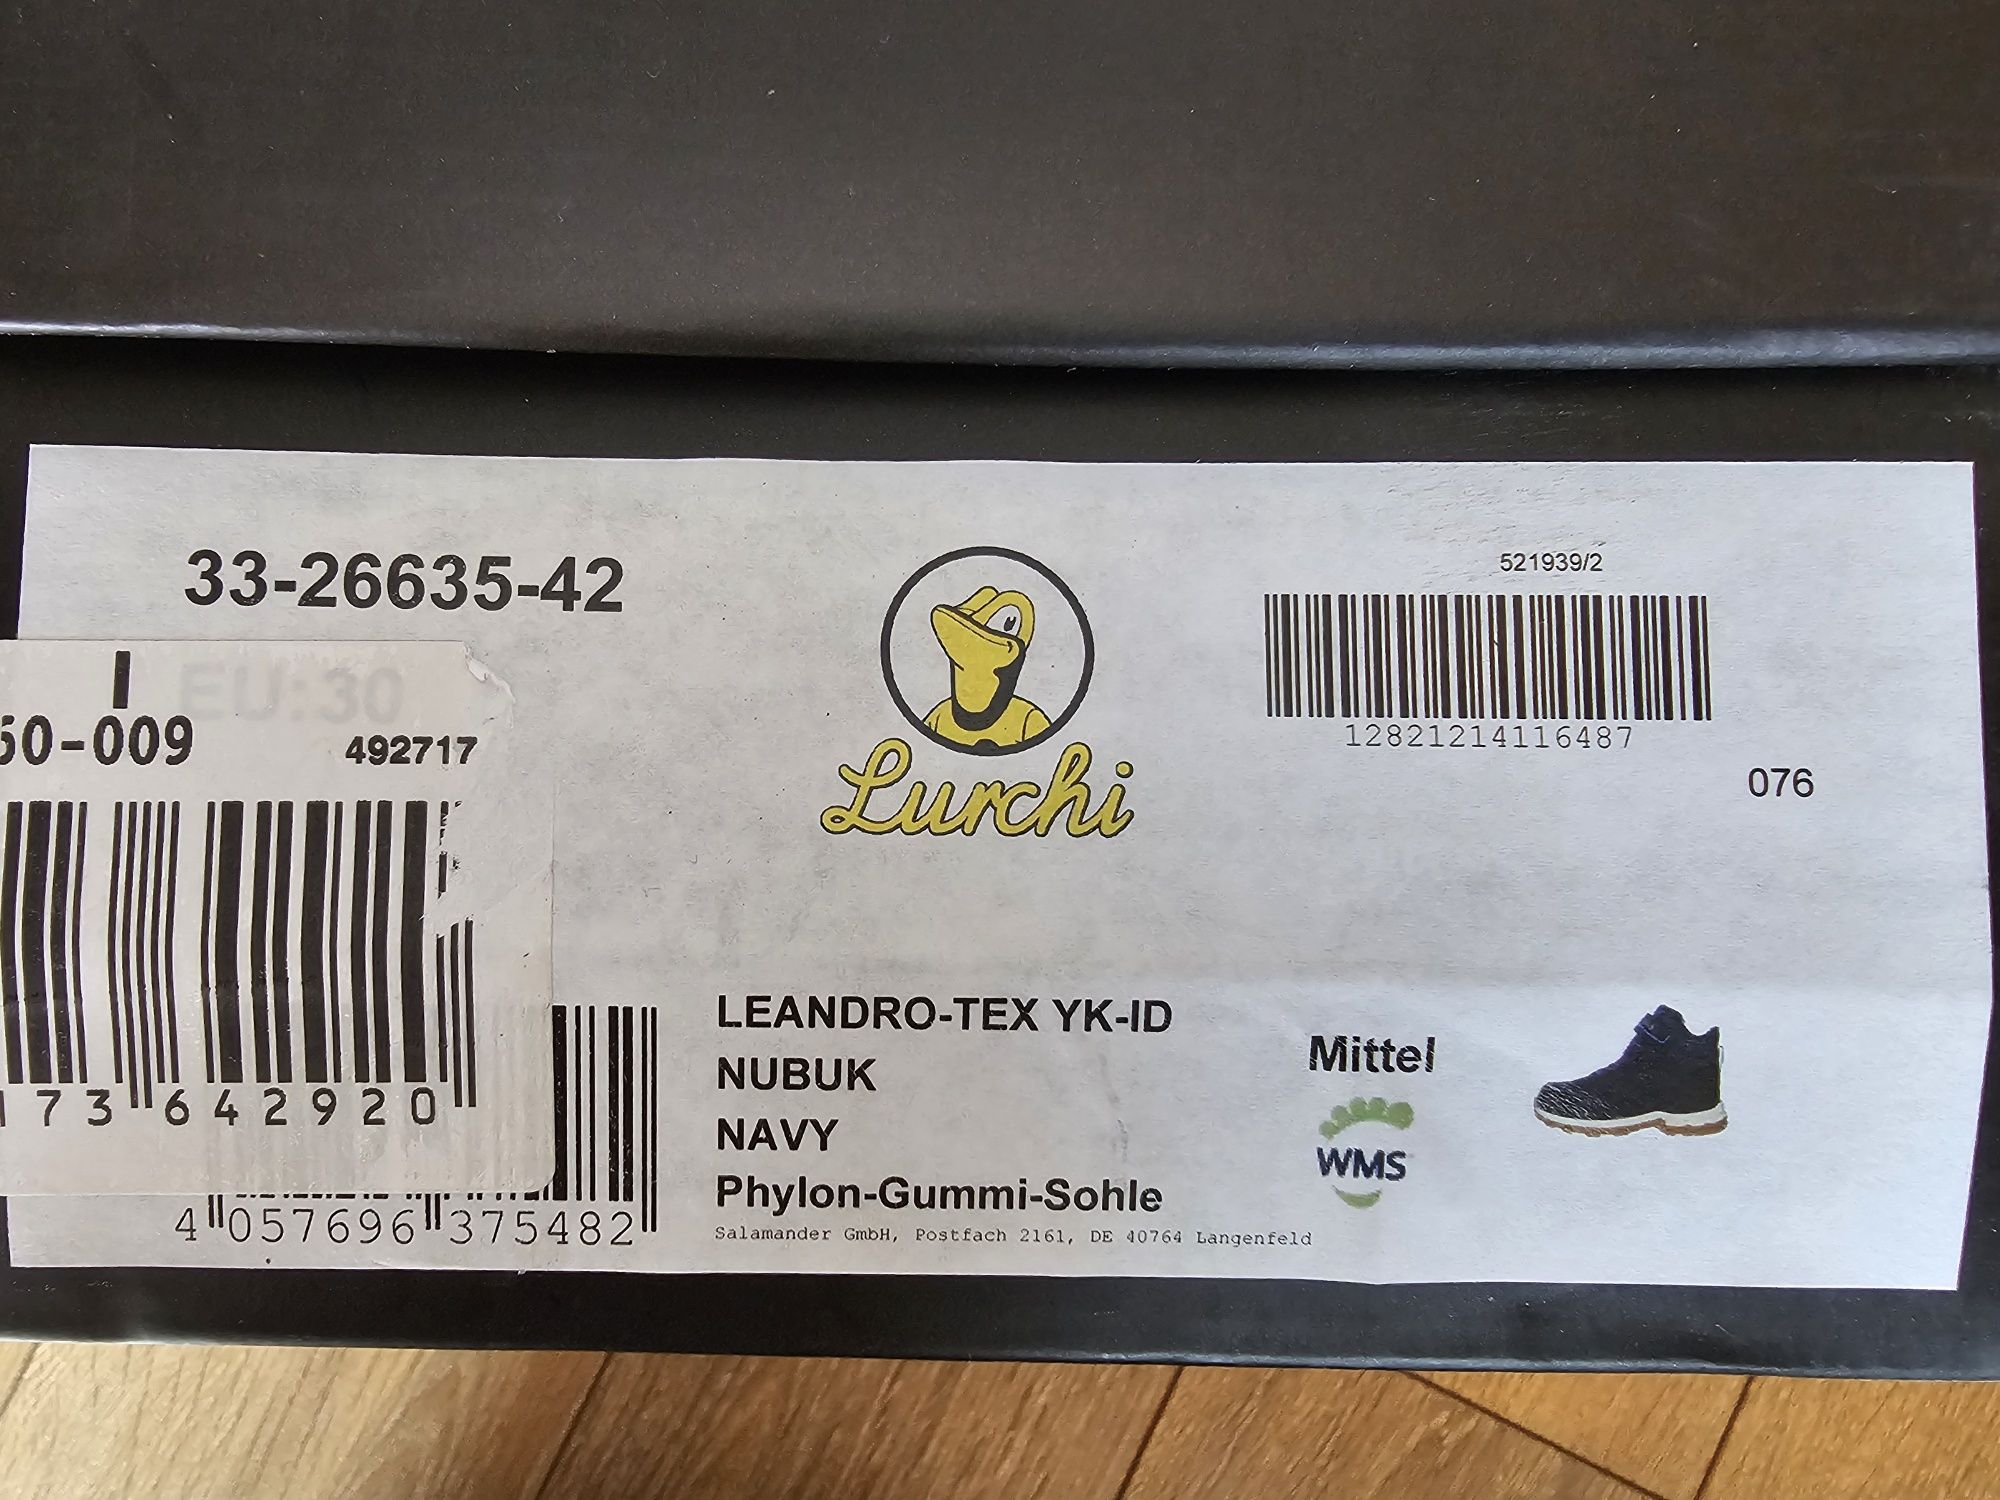 33-26635-42
EU:30
50-009
492717
73 642920
4 057696 375482
Lurchi
521939/2
12821214116487
076
LEANDRO-TEX YK-ID
NUBUK
NAVY
Phylon-Gummi-Sohle
Salamander GmbH, Postfach 2161, DE 40764 Langenfeld
Mittel
WMS